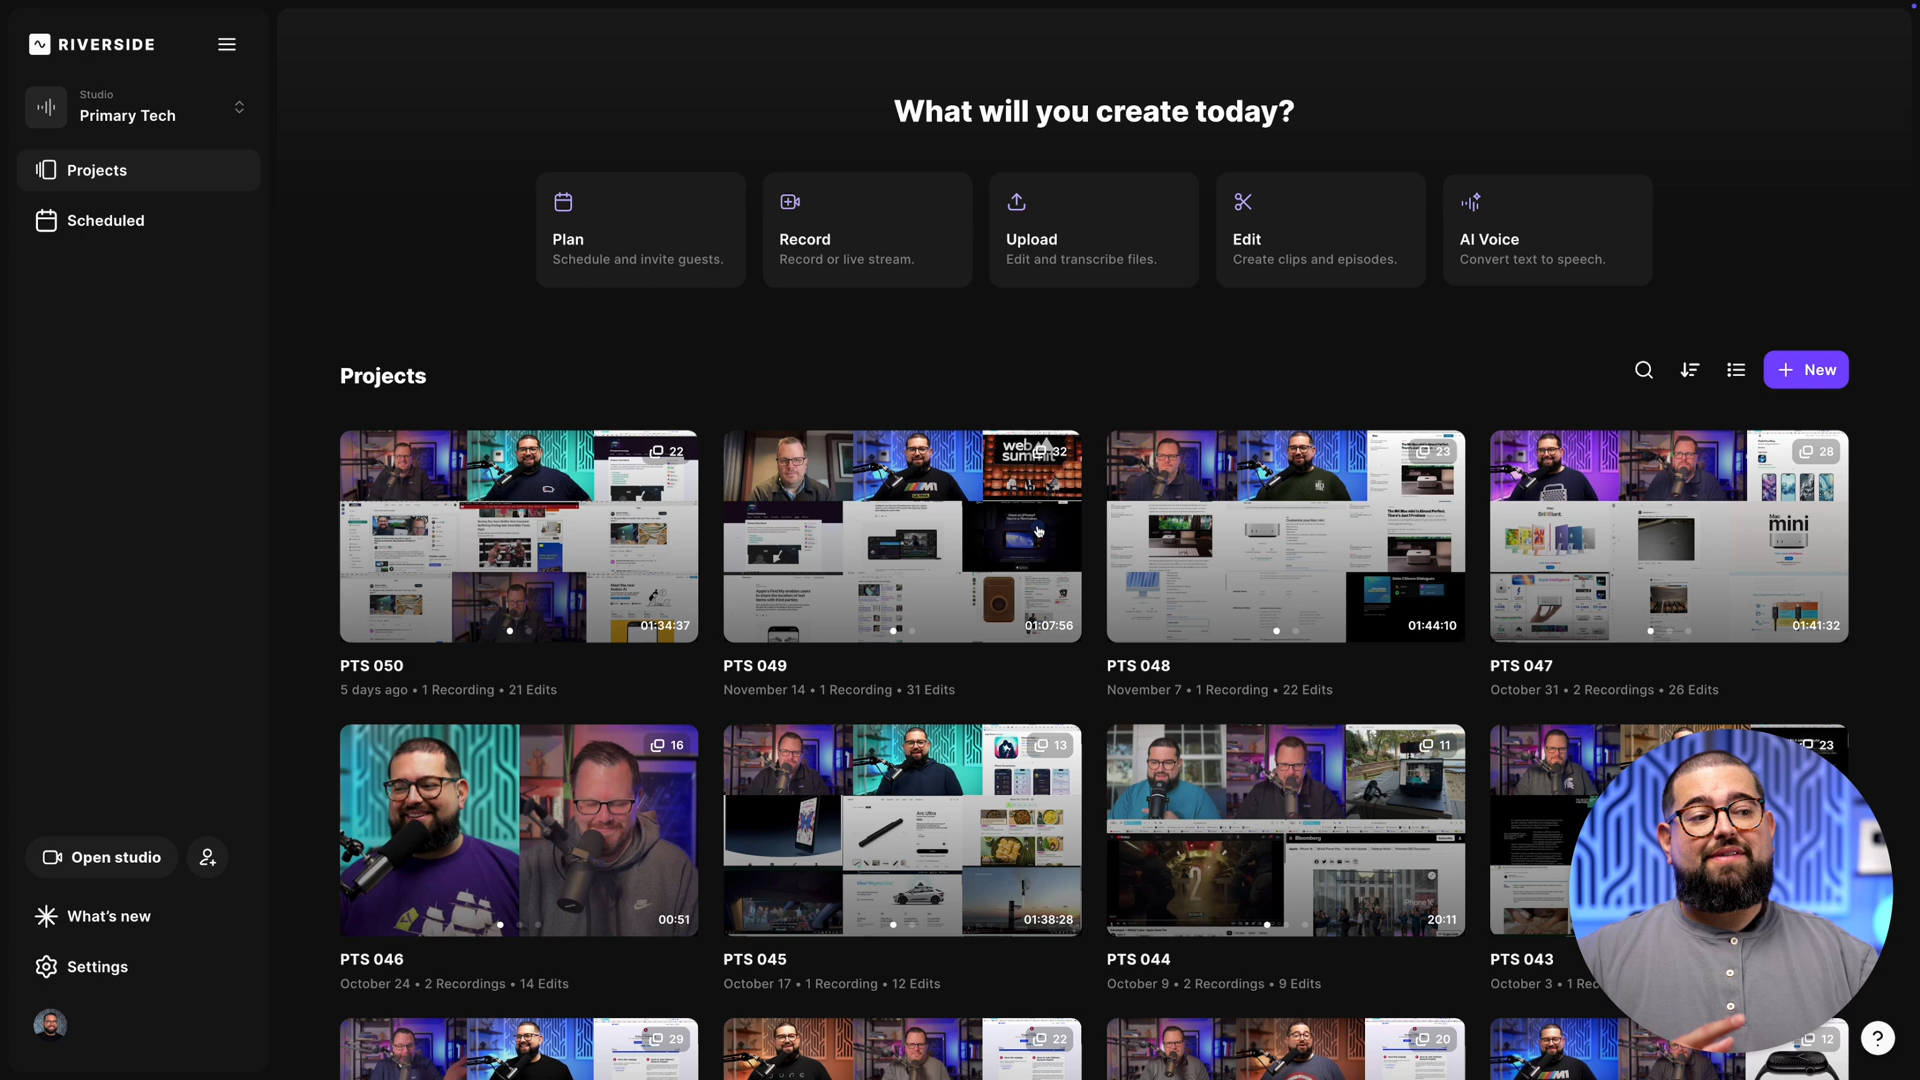 RIVERSIDE
Studio
Primary Tech
Projects
Scheduled
Open studio
What's new
Settings
What will you create today?
Plan
Schedule and invite guests.
Record
Record or live stream.
Upload
Edit and transcribe files.
Edit
Create clips and episodes.
AI Voice
Convert text to speech.
Projects
New
22
01:34:37
PTS 050
5 days ago • 1 Recording • 21 Edits
web summit
32
01:07:56
PTS 049
November 14 • 1 Recording • 31 Edits
23
01:44:10
PTS 048
November 7 • 1 Recording • 22 Edits
28
Mac
mini
01:41:32
PTS 047
October 31 • 2 Recordings • 26 Edits
16
00:51
PTS 046
October 24 • 2 Recordings • 14 Edits
13
01:38:28
PTS 045
October 17 • 1 Recording • 12 Edits
11
Bloomberg
2
20:11
PTS 044
October 9 • 2 Recordings • 9 Edits
23
PTS 043
October 3 • 1 Rec
29
22
20
12
?